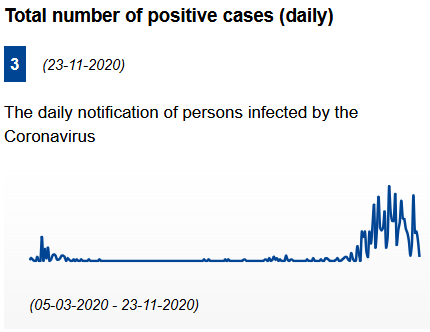 Total number of positive cases (daily)
3 (23-11-2020)
The daily notification of persons infected by the
Coronavirus
(05-03-2020 - 23-11-2020)